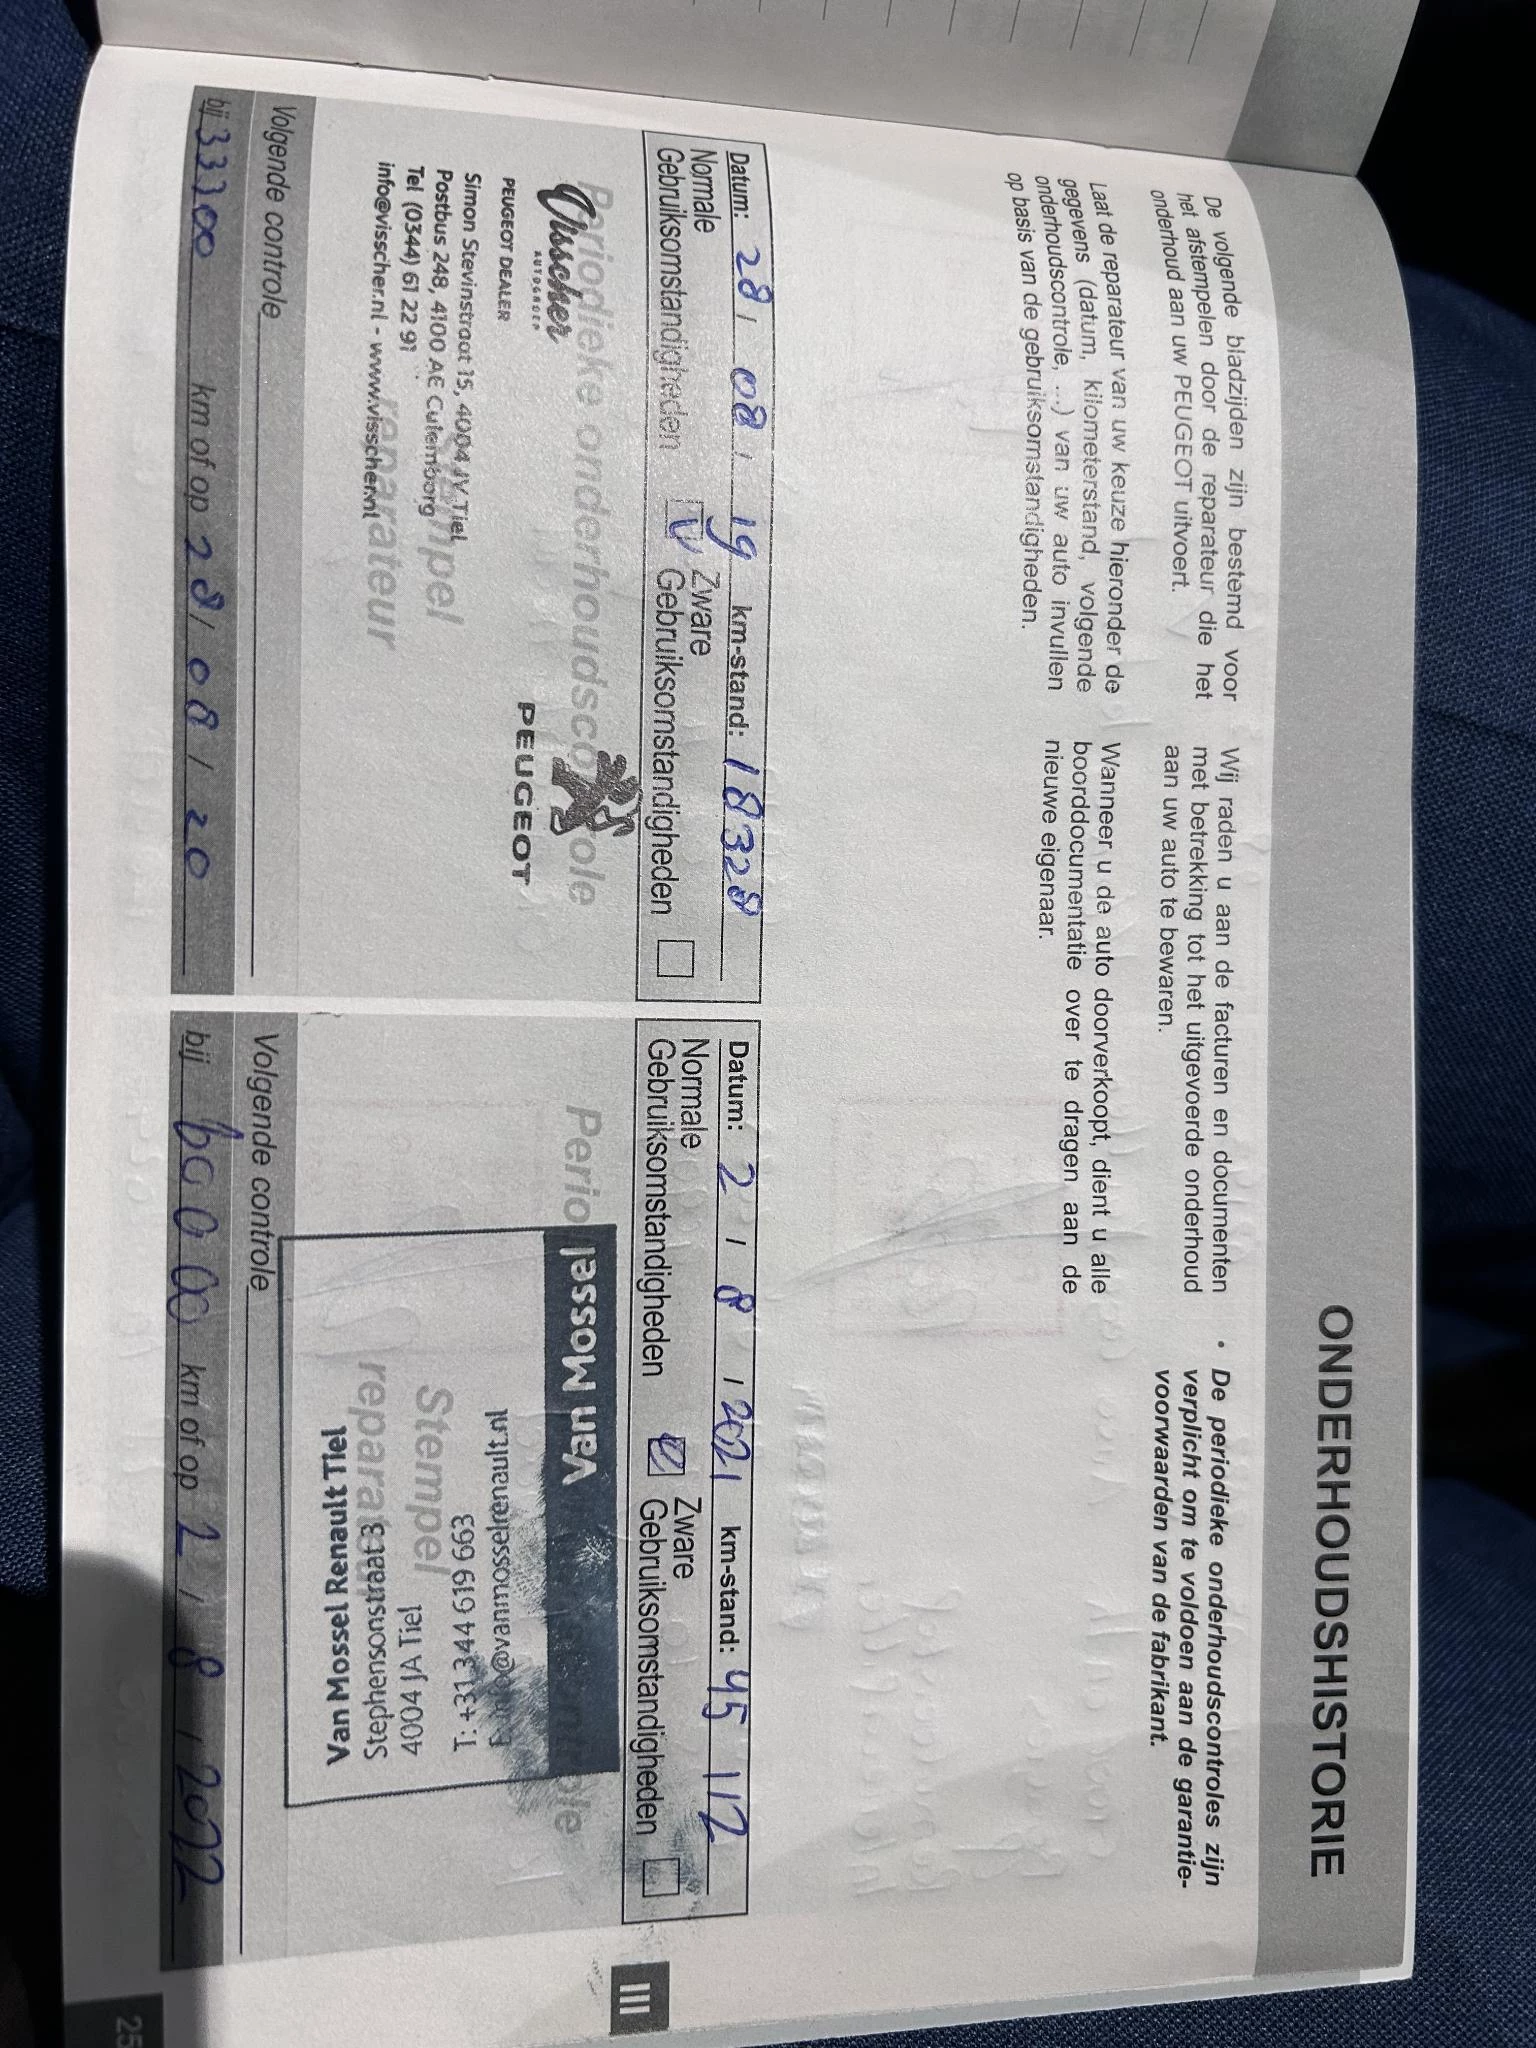 ONDERHOUDSHISTORIE
De volgende bladzijden zijn bestemd voor
het afstempelen door de reparateur die het
onderhoud aan uw PEUGEOT uitvoert.
Laat de reparateur van uw keuze hieronder de
gegevens (datum, kilometerstand, volgende
onderhoudscontrole, ...) van uw auto invullen
op basis van de gebruiksomstandigheden.
Wij raden u aan de facturen en documenten
met betrekking tot het uitgevoerde onderhoud
aan uw auto te bewaren.
Wanneer u de auto doorverkoopt, dient u alle
boorddocumentatie over te dragen aan de
nieuwe eigenaar.
• De periodieke onderhoudscontroles zijn
verplicht om te voldoen aan de garantie-
voorwaarden van de fabrikant.
III
Datum: 28 / 08 / 19 km-stand: 18328
Normale Zware
Gebruiksomstandigheden Gebruiksomstandigheden
Periodieke onderhoudscontrole
Visscher
AUTOGROEP
PEUGEOT DEALER
PEUGEOT
Simon Stevinstraat 15, 4004 JV Tiel
Postbus 248, 4100 AE Culemborg
Tel (0344) 61 22 91
info@visscher.nl - www.visscher.nl
Stempel
reparateur
Volgende controle
bij 33300 km of op 28 / 08 / 20
Datum: 2 / 8 / 2021 km-stand: 45 112
Normale Zware
Gebruiksomstandigheden Gebruiksomstandigheden
Van Mossel
@vanmosselrenault.nl
T: +31 344 619 663
4004 JA Tiel
Stephensonstraat 3
Van Mossel Renault Tiel
Stempel
Volgende controle
bij 60000 km of op 2 / 8 / 2022
25